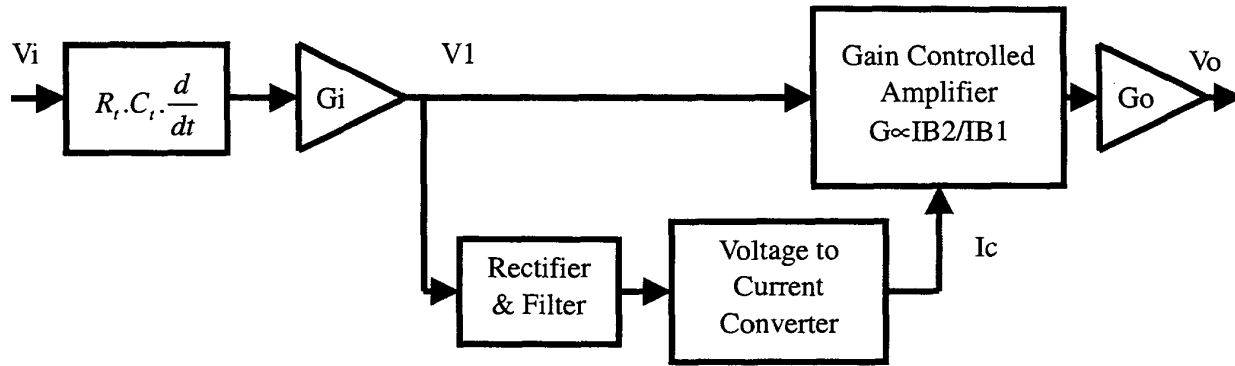 Vi
R_t.C_t.d/dt
Gi
V1
Gain Controlled
Amplifier
G∝IB2/IB1
Go
Vo
Rectifier
& Filter
Voltage to
Current
Converter
Ic